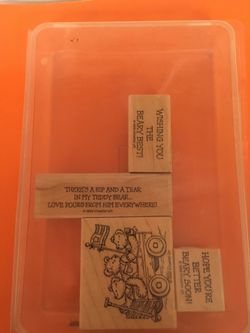 WISHING YOU
THE
BEARY BEST!
THERE'S A RIP AND A TEAR
IN MY TEDDY BEAR...
LOVE POURS FROM HIM EVERYWHERE!
HOPE YOU'RE
BETTER
BEARY SOON!